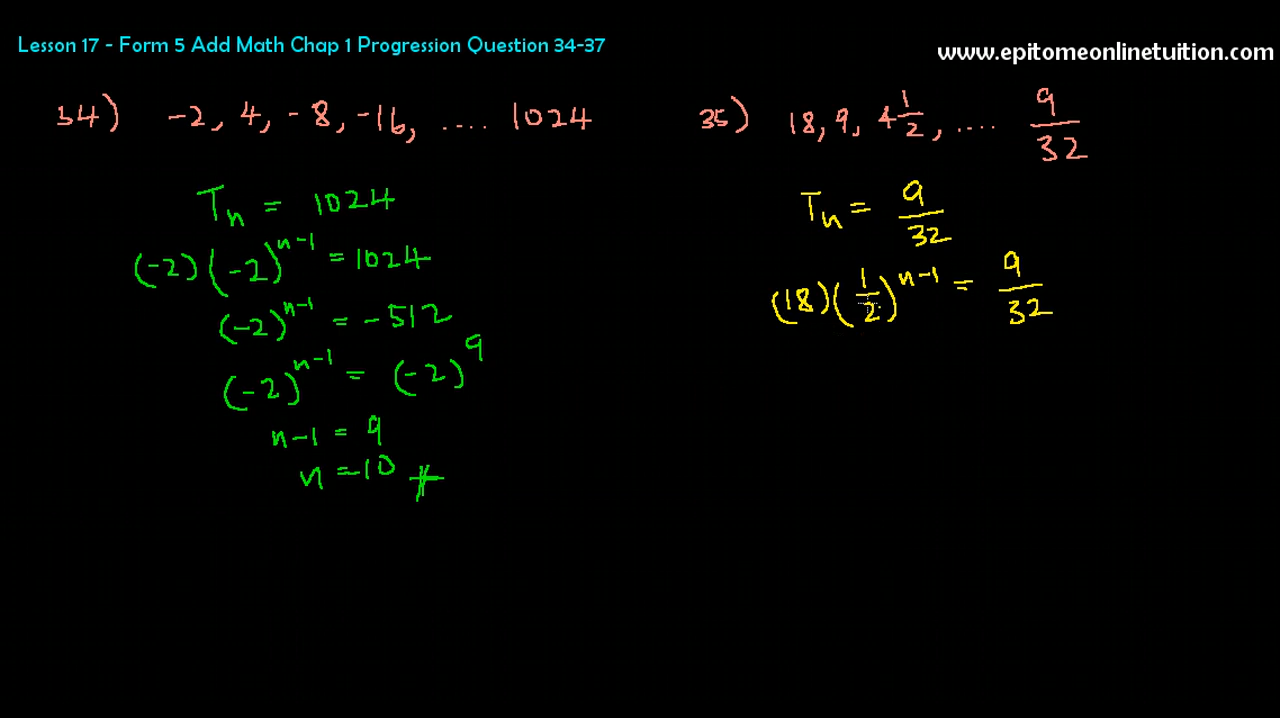 Lesson 17 - Form 5 Add Math Chap 1 Progression Question 34-37
www.epitomeonlinetuition.com
34) -2, 4, -8, -16, .... 1024
Tn = 1024
(-2)(-2)^n-1 = 1024
(-2)^n-1 = -512
(-2)^n-1 = (-2)^9
n-1 = 9
n = 10 #
35) 18, 9, 4 1/2, .... 9/32
Tn = 9/32
(18)(1/2)^n-1 = 9/32